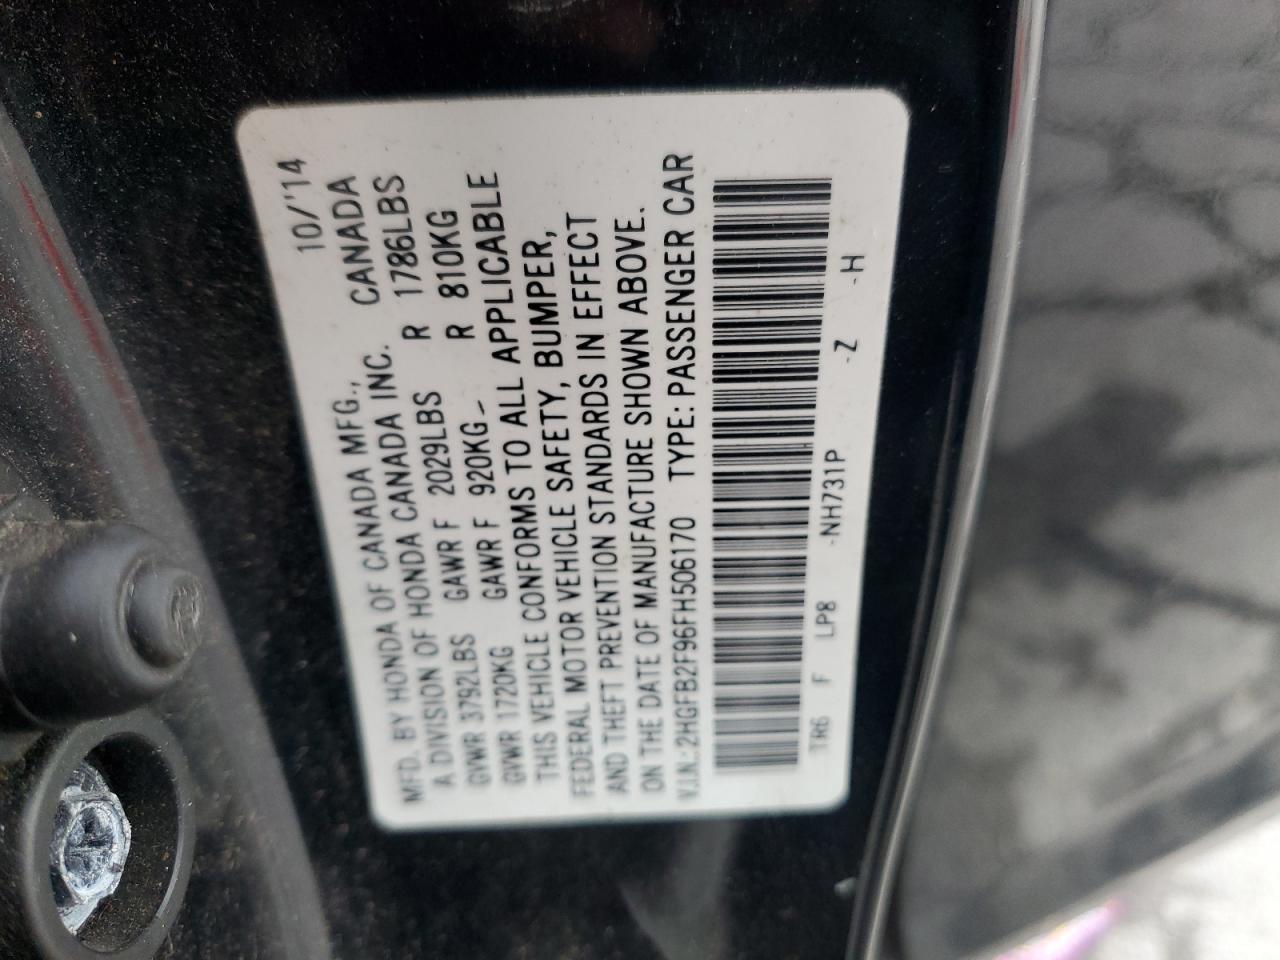 MFD. BY HONDA OF CANADA MFG., CANADA 10/'14
A DIVISION OF HONDA CANADA INC.
GVWR 3792LBS GAWR F 2029LBS R 1786LBS
GVWR 1720KG GAWR F 920KG R 810KG
THIS VEHICLE CONFORMS TO ALL APPLICABLE
FEDERAL MOTOR VEHICLE SAFETY, BUMPER,
AND THEFT PREVENTION STANDARDS IN EFFECT
ON THE DATE OF MANUFACTURE SHOWN ABOVE.
V.I.N.: 2HGFB2F96FH506170 TYPE: PASSENGER CAR
TR6 F LP8 -NH731P -Z -H